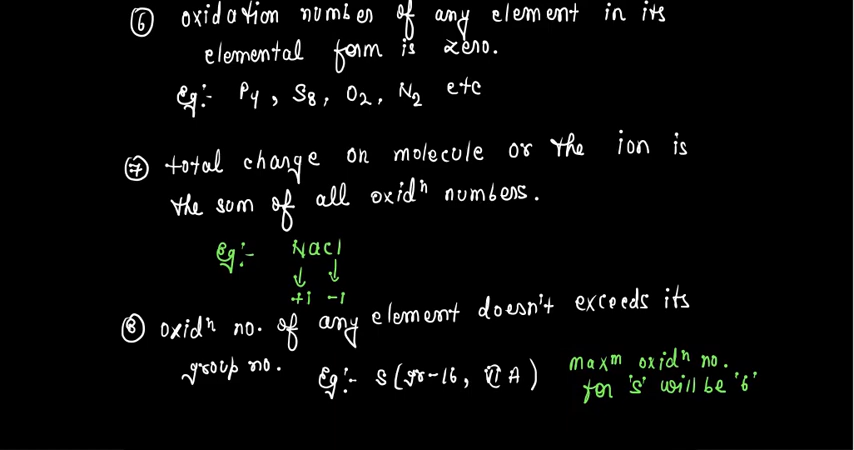 ⑥ oxidation number of any element in its
elemental form is zero.
Eg:- P4, S8, O2, N2 etc
⑦ total charge on molecule or the ion is
the sum of all oxidⁿ numbers.
Eg:- NaCl
↓ ↓
+1 -1
⑧ oxidⁿ no. of any element doesn't exceeds its
group no. Eg:- S (gr-16, VI A) maxᵐ oxidⁿ no.
for 'S' will be '6'